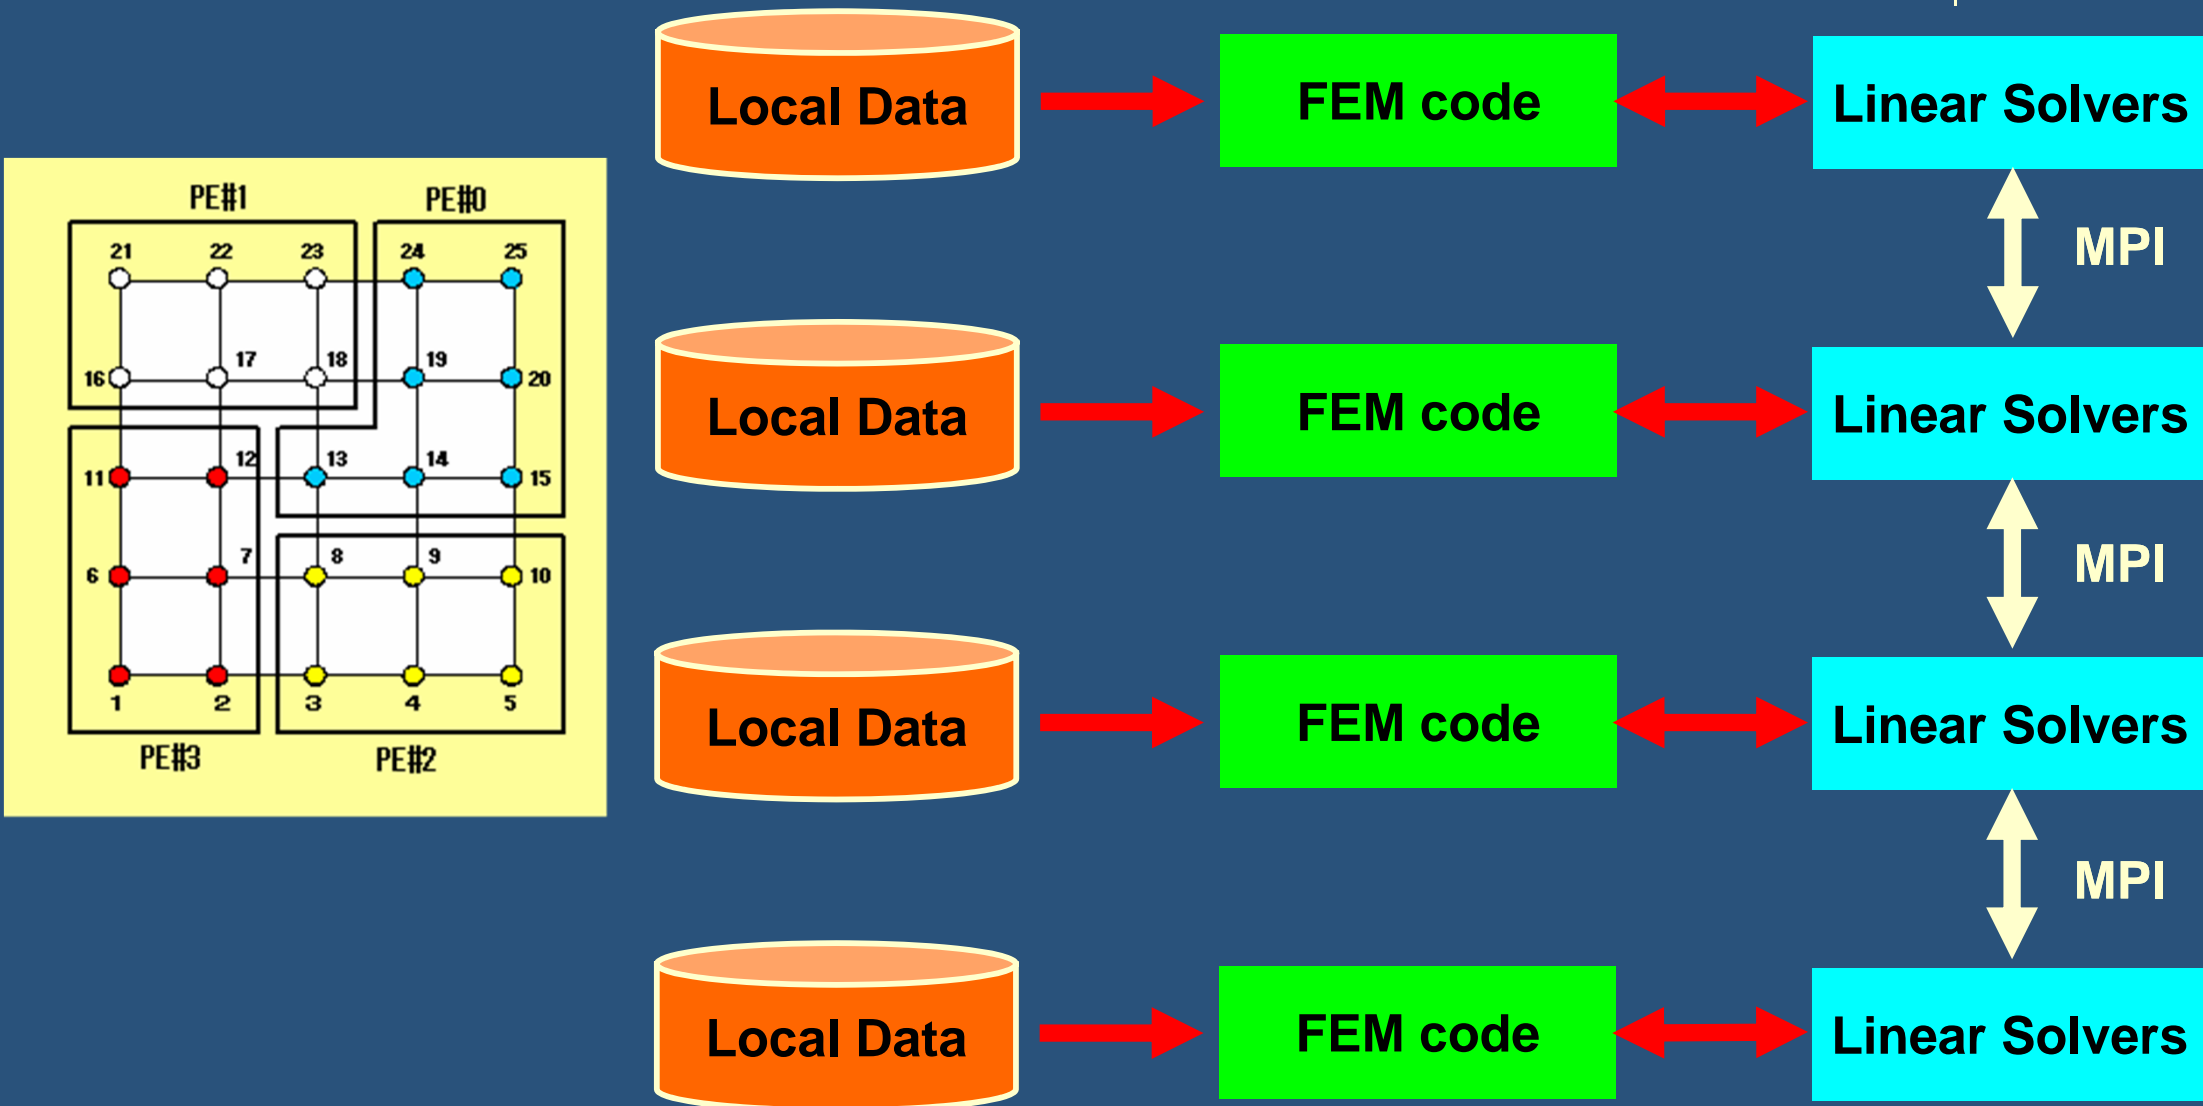 PE#1 PE#0
21 22 23 24 25
16 17 18 19 20
11 12 13 14 15
6 7 8 9 10
1 2 3 4 5
PE#3 PE#2
Local Data FEM code Linear Solvers
MPI
Local Data FEM code Linear Solvers
MPI
Local Data FEM code Linear Solvers
MPI
Local Data FEM code Linear Solvers